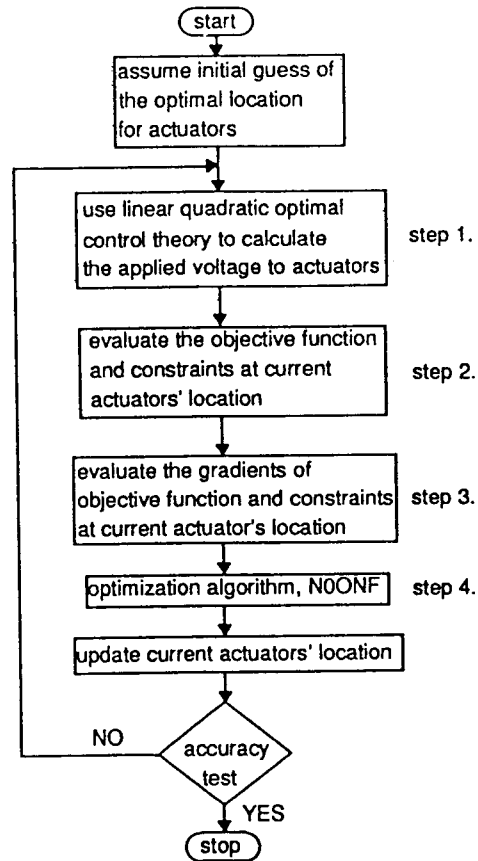 start
assume initial guess of
the optimal location
for actuators
use linear quadratic optimal
control theory to calculate
the applied voltage to actuators
step 1.
evaluate the objective function
and constraints at current
actuators' location
step 2.
evaluate the gradients of
objective function and constraints
at current actuator's location
step 3.
optimization algorithm, N0ONF
step 4.
update current actuators' location
NO
accuracy
test
YES
stop